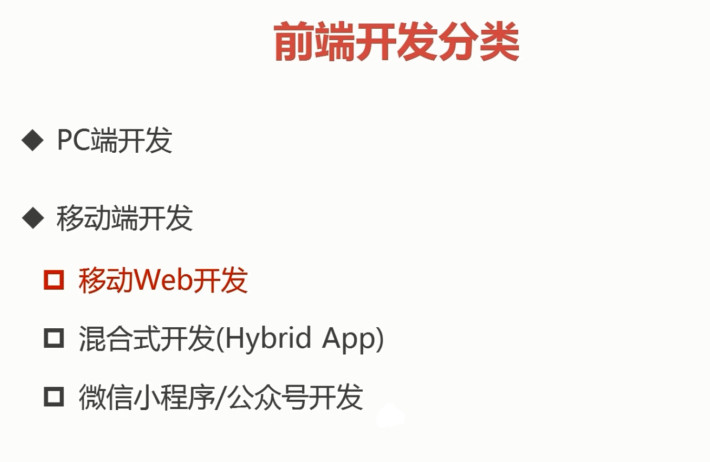 前端开发分类
PC端开发
移动端开发
移动Web开发
混合式开发(Hybrid App)
微信小程序/公众号开发